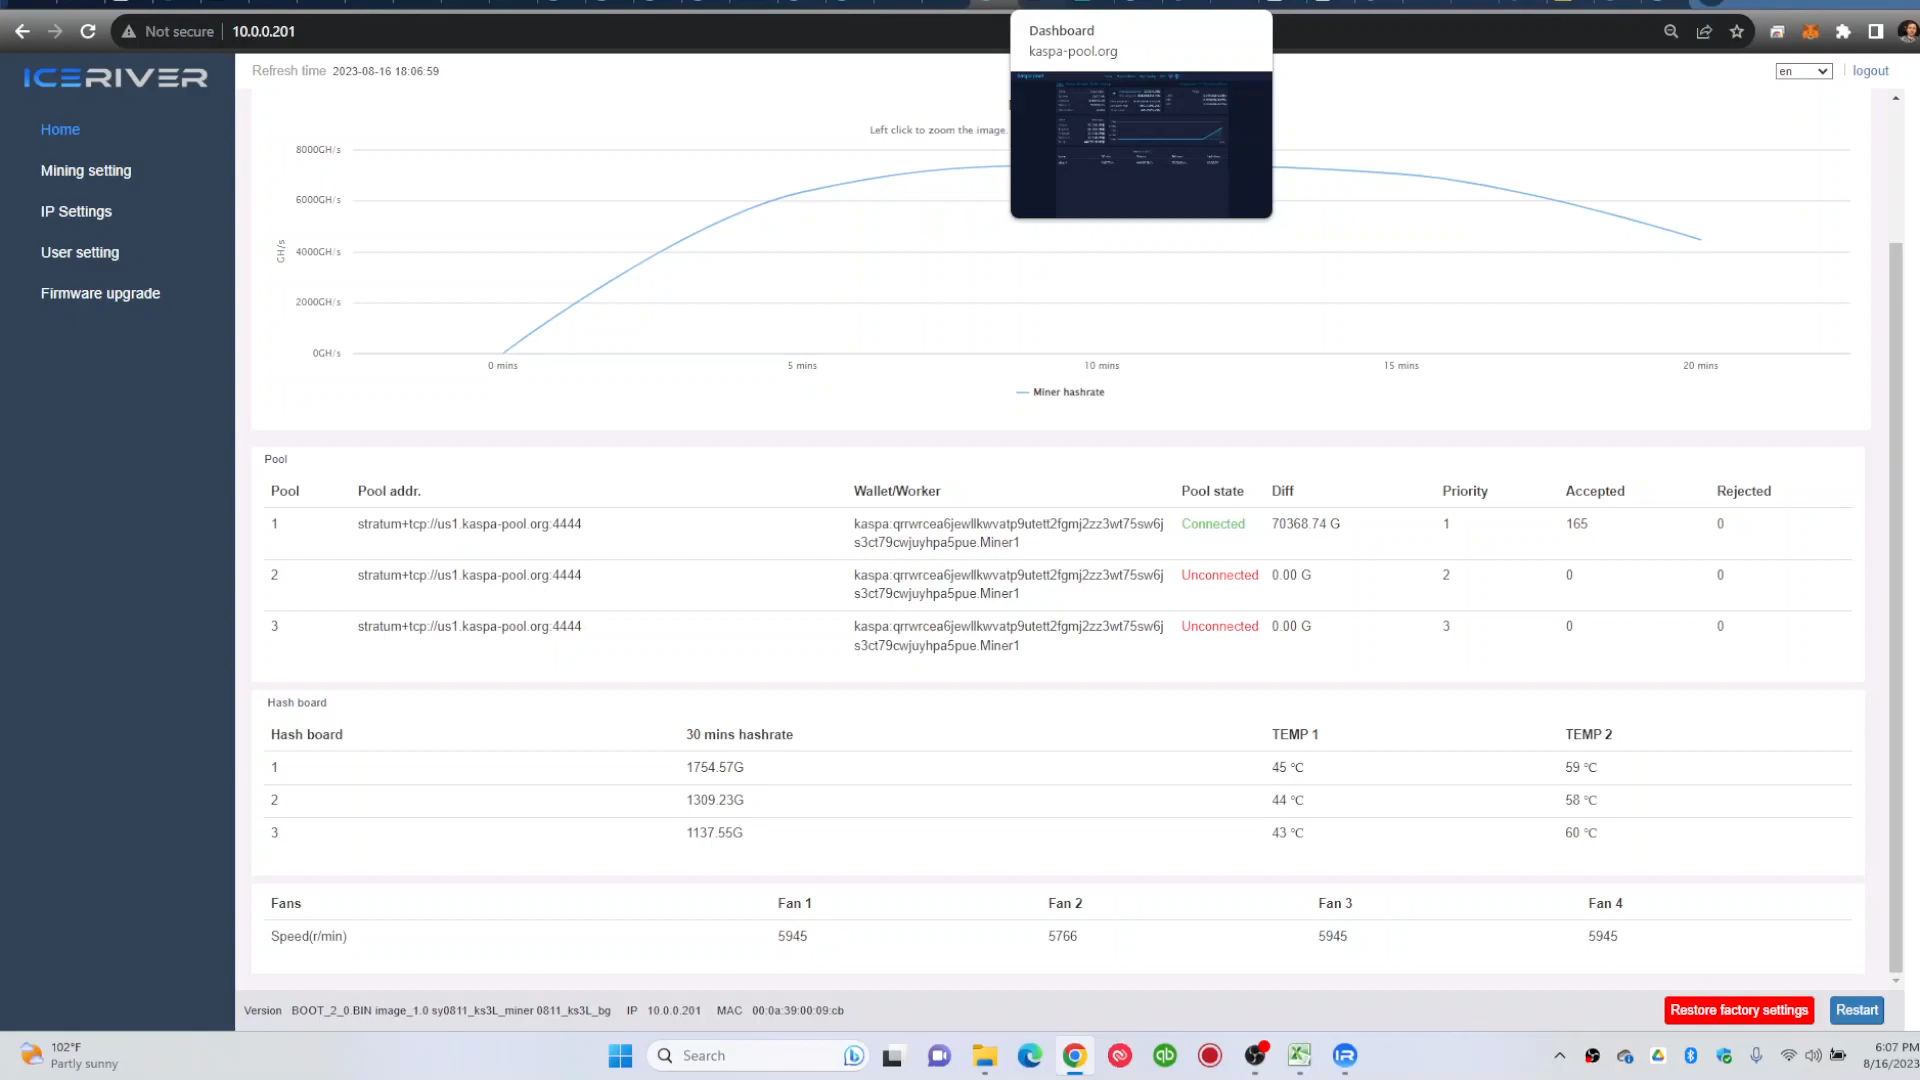 Not secure
10.0.0.201
Dashboard
kaspa-pool.org
ICERIVER
Refresh time 2023-08-16 18:06:59
en
logout
Home
Mining setting
IP Settings
User setting
Firmware upgrade
Left click to zoom the image.
8000GH/s
6000GH/s
4000GH/s
2000GH/s
0GH/s
GH/s
0 mins 5 mins 10 mins 15 mins 20 mins
Miner hashrate
Pool
Pool Pool addr. Wallet/Worker Pool state Diff Priority Accepted Rejected
1 stratum+tcp://us1.kaspa-pool.org:4444 kaspa:qrrwrcea6jewllkwvatp9utett2fgmj2zz3wt75sw6j Connected 70368.74 G 1 165 0
s3ct79cwjuyhpa5pue.Miner1
2 stratum+tcp://us1.kaspa-pool.org:4444 kaspa:qrrwrcea6jewllkwvatp9utett2fgmj2zz3wt75sw6j Unconnected 0.00 G 2 0 0
s3ct79cwjuyhpa5pue.Miner1
3 stratum+tcp://us1.kaspa-pool.org:4444 kaspa:qrrwrcea6jewllkwvatp9utett2fgmj2zz3wt75sw6j Unconnected 0.00 G 3 0 0
s3ct79cwjuyhpa5pue.Miner1
Hash board
Hash board 30 mins hashrate TEMP 1 TEMP 2
1 1754.57G 45 °C 59 °C
2 1309.23G 44 °C 58 °C
3 1137.55G 43 °C 60 °C
Fans Fan 1 Fan 2 Fan 3 Fan 4
Speed(r/min) 5945 5766 5945 5945
Version BOOT_2_0.BIN image_1.0 sy0811_ks3L_miner 0811_ks3L_bg IP 10.0.0.201 MAC 00:0a:39:00:09:cb
Restore factory settings
Restart
102°F
Partly sunny
Search
qb
iR
6:07 PM
8/16/2023